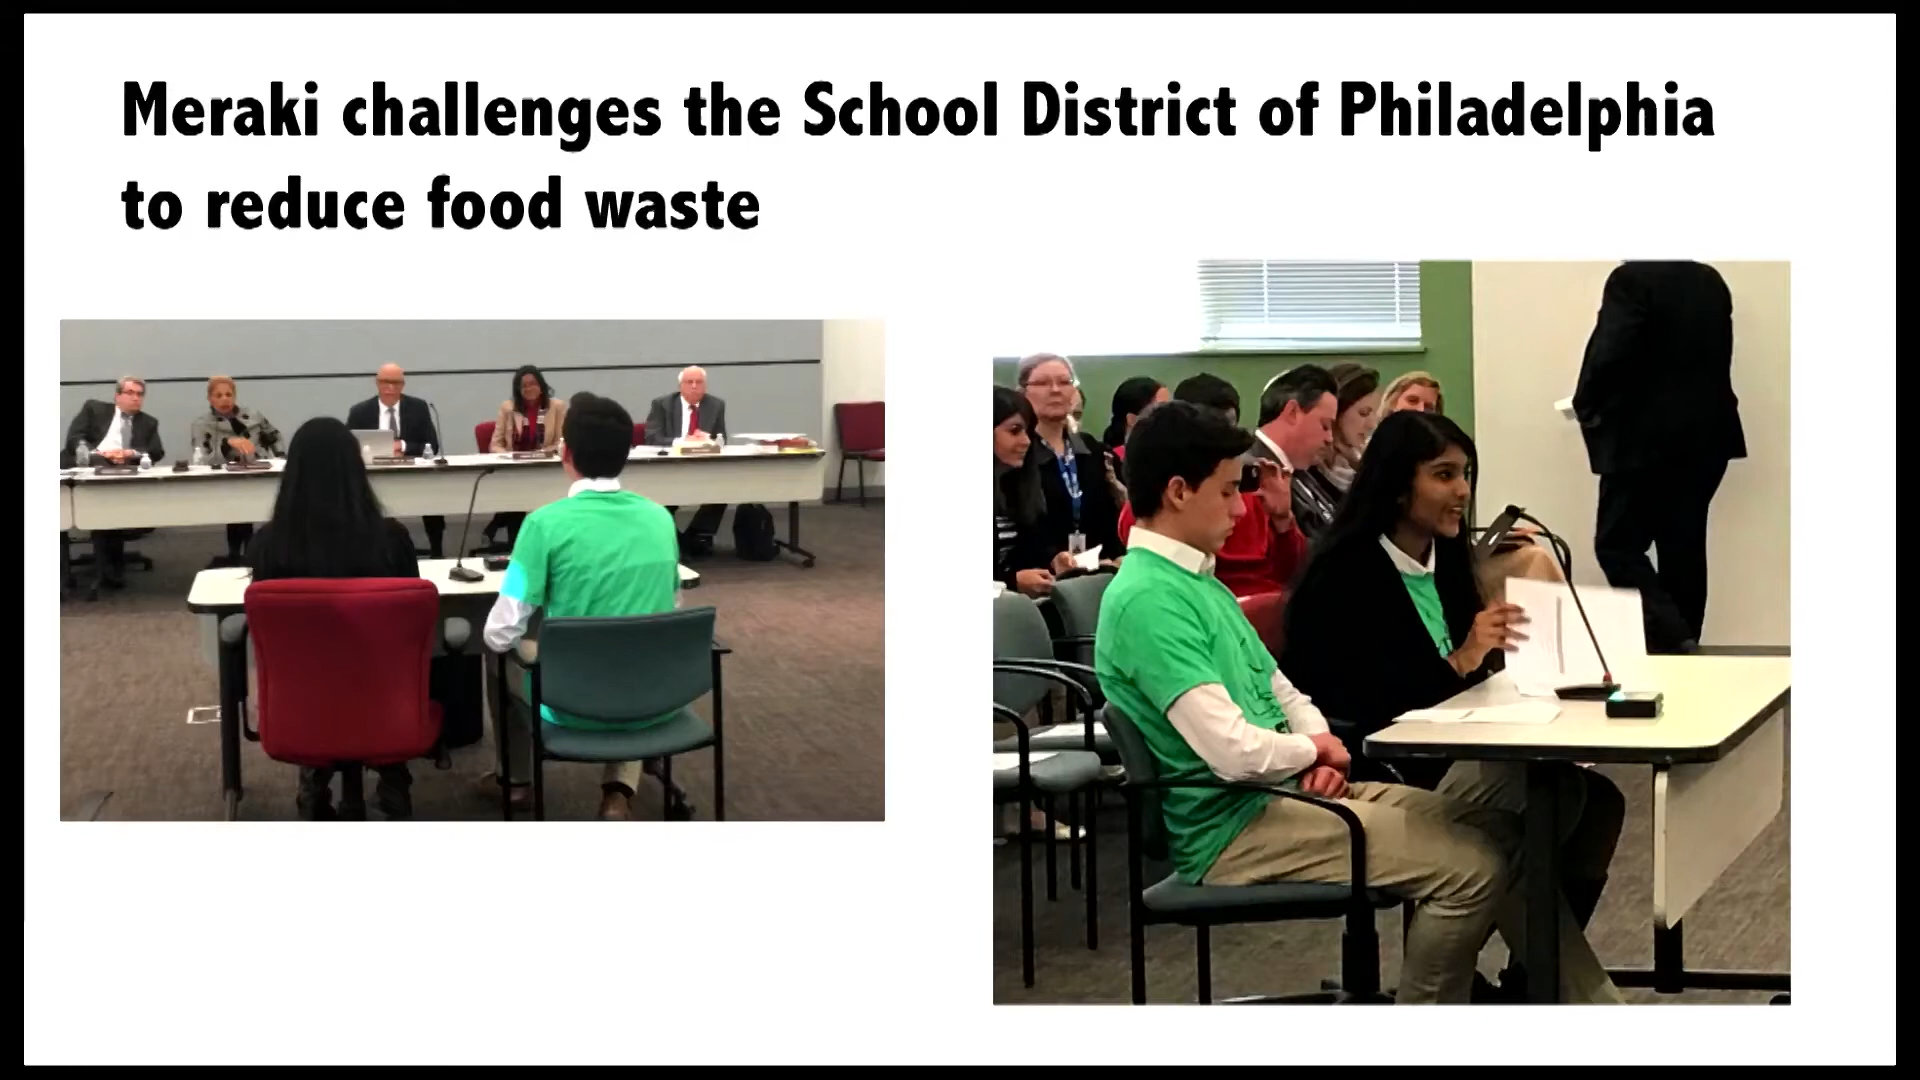 Meraki challenges the School District of Philadelphia
to reduce food waste